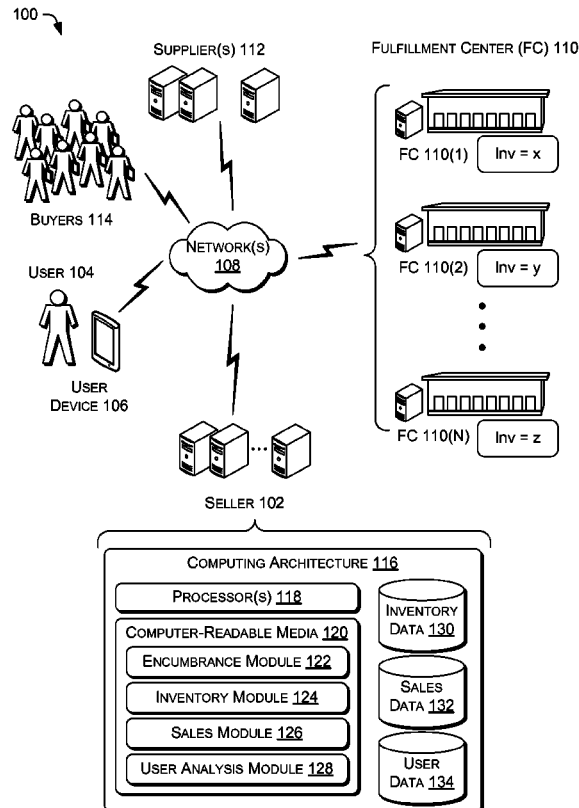 100
SUPPLIER(S) 112
FULFILLMENT CENTER (FC) 110
FC 110(1)
Inv = x
BUYERS 114
NETWORK(S)
108
FC 110(2)
Inv = y
USER 104
USER
DEVICE 106
FC 110(N)
Inv = z
SELLER 102
COMPUTING ARCHITECTURE 116
PROCESSOR(S) 118
COMPUTER-READABLE MEDIA 120
ENCUMBRANCE MODULE 122
INVENTORY MODULE 124
SALES MODULE 126
USER ANALYSIS MODULE 128
INVENTORY
DATA 130
SALES
DATA 132
USER
DATA 134